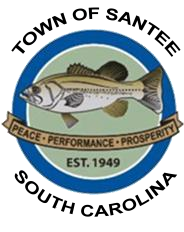 TOWN OF SANTEE
PEACE • PERFORMANCE • PROSPERITY
EST. 1949
SOUTH CAROLINA